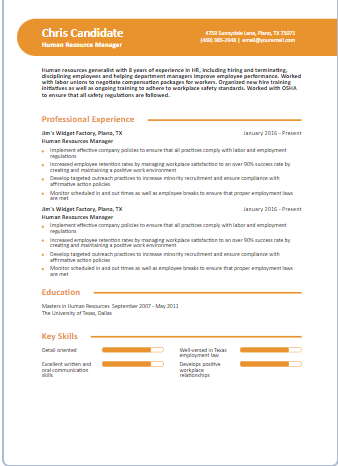 Chris Candidate
Human Resource Manager
4759 Sunnydale Lane, Plano, TX 75071
(469) 385-2948 | email@youremail.com
Human resources generalist with 8 years of experience in HR, including hiring and terminating,
disciplining employees and helping department managers improve employee performance. Worked
with labor unions to negotiate compensation packages for workers. Organized new hire training
initiatives as well as ongoing training to adhere to workplace safety standards. Worked with OSHA
to ensure that all safety regulations are followed.
Professional Experience
Jim's Widget Factory, Plano, TX January 2016 - Present
Human Resources Manager
Implement effective company policies to ensure that all practices comply with labor and employment
regulations
Increased employee retention rates by managing workplace satisfaction to an over 90% success rate by
creating and maintaining a positive work environment
Develop targeted outreach practices to increase minority recruitment and ensure compliance with
affirmative action policies
Monitor scheduled in and out times as well as employee breaks to ensure that proper employment laws
are met
Jim's Widget Factory, Plano, TX January 2016 - Present
Human Resources Manager
Implement effective company policies to ensure that all practices comply with labor and employment
regulations
Increased employee retention rates by managing workplace satisfaction to an over 90% success rate by
creating and maintaining a positive work environment
Develop targeted outreach practices to increase minority recruitment and ensure compliance with
affirmative action policies
Monitor scheduled in and out times as well as employee breaks to ensure that proper employment laws
are met
Education
Masters in Human Resources September 2007 - May 2011
The University of Texas, Dallas
Key Skills
Detail oriented
Well-versed in Texas
employment law
Excellent written and
oral communication
skills
Develops positive
workplace
relationships